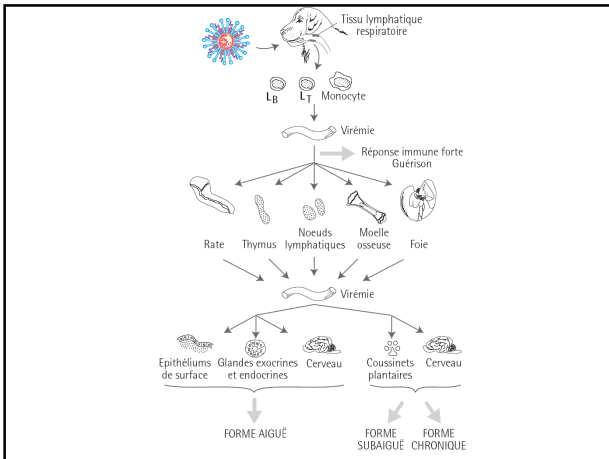 Tissu lymphatique
respiratoire
LB LT Monocyte
Virémie
Réponse immune forte
Guérison
Rate Thymus Noeuds
lymphatiques Moelle
osseuse Foie
Virémie
Epithéliums
de surface Glandes exocrines
et endocrines Cerveau Coussinets
plantaires Cerveau
FORME AIGUË
FORME
SUBAIGUË FORME
CHRONIQUE